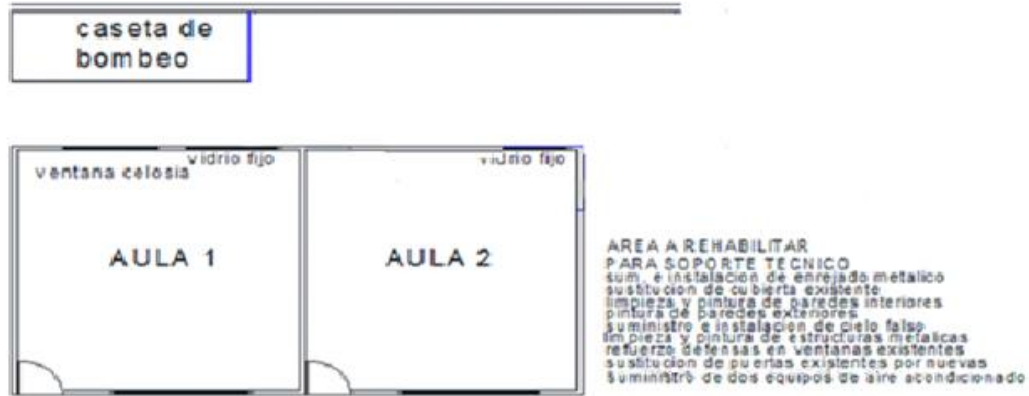 caseta de
bombeo
vidrio fijo
vidrio fijo
ventana celosia
AULA 1
AULA 2
AREA A REHABILITAR
PARA SOPORTE TECNICO
sum. e instalacion de enrejado metalico
sustitucion de cubierta existente
limpieza y pintura de paredes interiores
pintura de paredes exteriores
suministro e instalacion de cielo falso
limpieza y pintura de estructuras metalicas
refuerzo defensas en ventanas existentes
sustitucion de puertas existentes por nuevas
Suministro de dos equipos de aire acondicionado